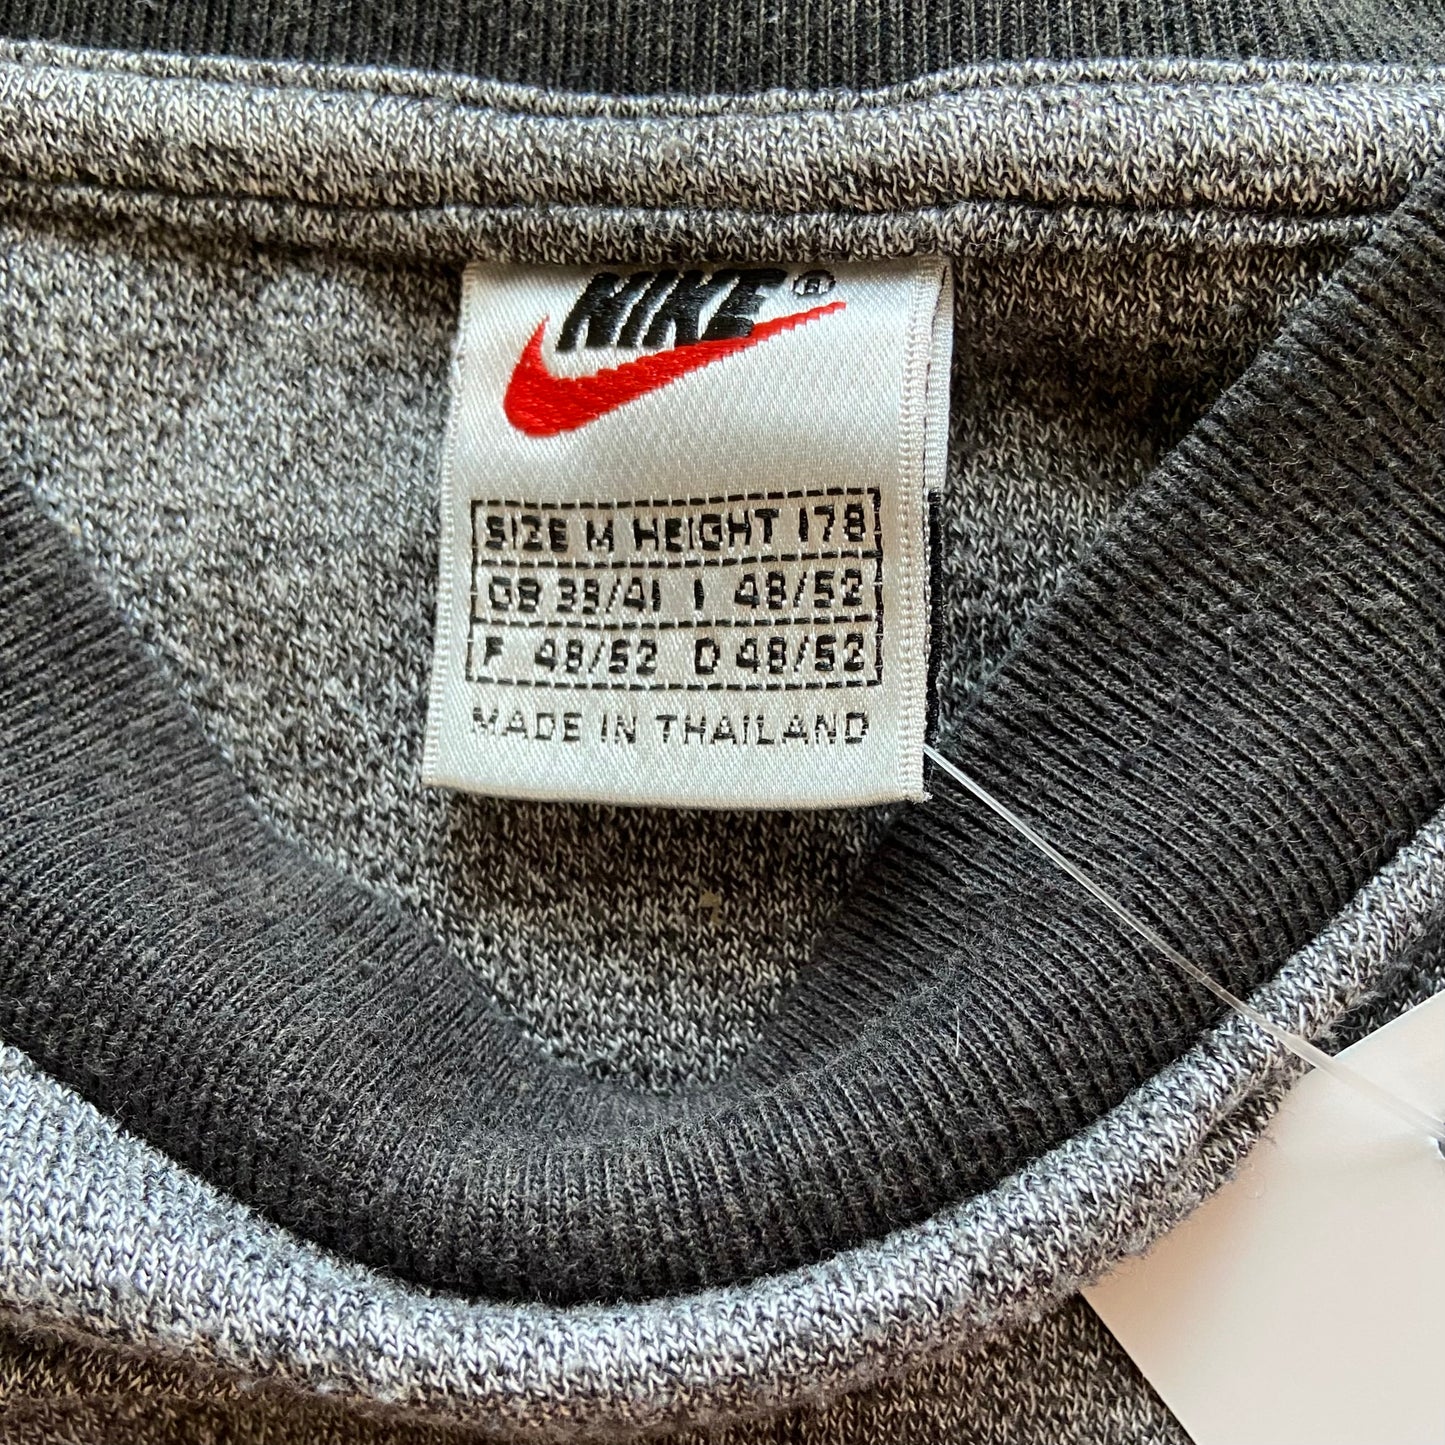 NIKE®
SIZE M HEIGHT 178
GB 39/41 I 48/52
F 48/52 D 48/52
MADE IN THAILAND